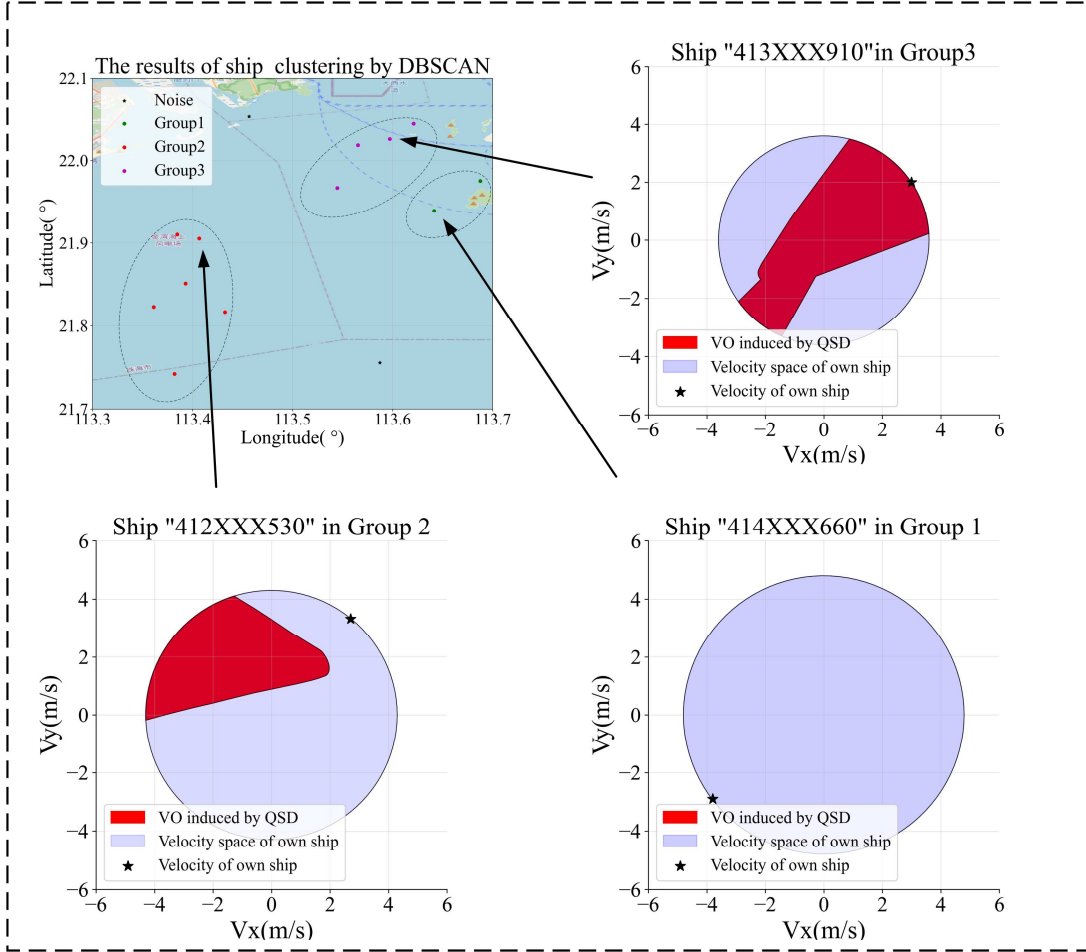 The results of ship clustering by DBSCAN
22.1
22.0
21.9
21.8
21.7
Latitude( °)
Noise
Group1
Group2
Group3
珠海市
113.3 113.4 113.5 113.6 113.7
Longitude( °)
Ship "413XXX910"in Group3
6
4
2
0
−2
−4
−6
Vy(m/s)
VO induced by QSD
Velocity space of own ship
Velocity of own ship
−6 −4 −2 0 2 4 6
Vx(m/s)
Ship "412XXX530" in Group 2
6
4
2
0
−2
−4
−6
Vy(m/s)
VO induced by QSD
Velocity space of own ship
Velocity of own ship
−6 −4 −2 0 2 4 6
Vx(m/s)
Ship "414XXX660" in Group 1
6
4
2
0
−2
−4
−6
Vy(m/s)
VO induced by QSD
Velocity space of own ship
Velocity of own ship
−6 −4 −2 0 2 4 6
Vx(m/s)